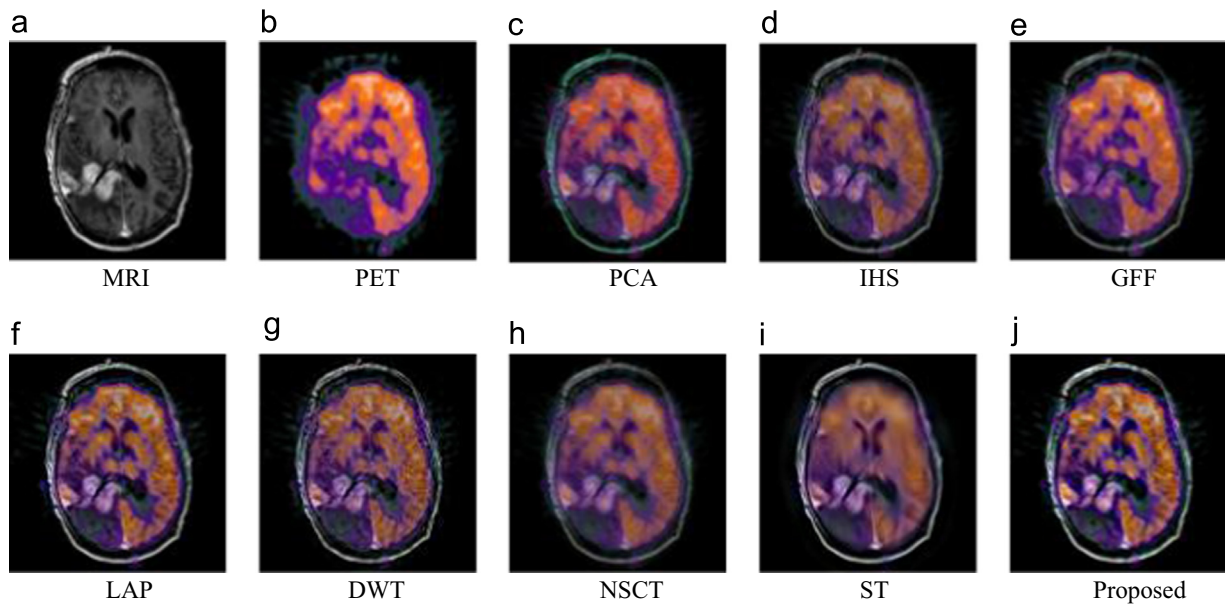 a b c d e
MRI PET PCA IHS GFF
f g h i j
LAP DWT NSCT ST Proposed